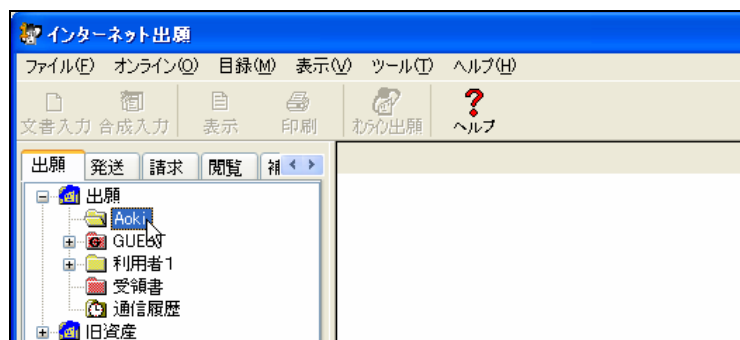 インターネット出願
ファイル(F) オンライン(O) 目録(M) 表示(V) ツール(T) ヘルプ(H)
文書入力 合成入力 表示 印刷 オンライン出願 ヘルプ
出願 発送 請求 閲覧 補
出願
Aoki
GUEST
利用者1
受領書
通信履歴
旧資産